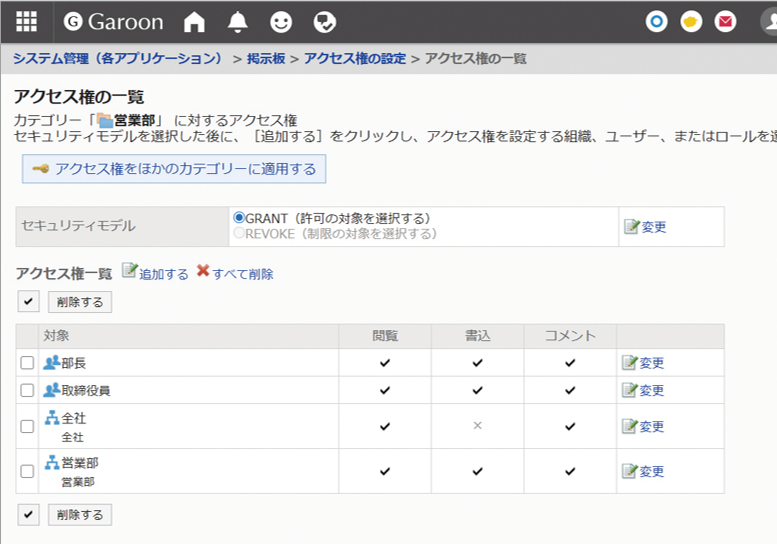 Garoon
システム管理（各アプリケーション） > 掲示板 > アクセス権の設定 > アクセス権の一覧
アクセス権の一覧
カテゴリー「営業部」 に対するアクセス権
セキュリティモデルを選択した後に、［追加する］をクリックし、アクセス権を設定する組織、ユーザー、またはロールを
アクセス権をほかのカテゴリーに適用する
セキュリティモデル
GRANT（許可の対象を選択する）
REVOKE（制限の対象を選択する）
変更
アクセス権一覧 追加する すべて削除
削除する
対象 閲覧 書込 コメント
部長 変更
取締役員 変更
全社
全社 変更
営業部
営業部 変更
削除する